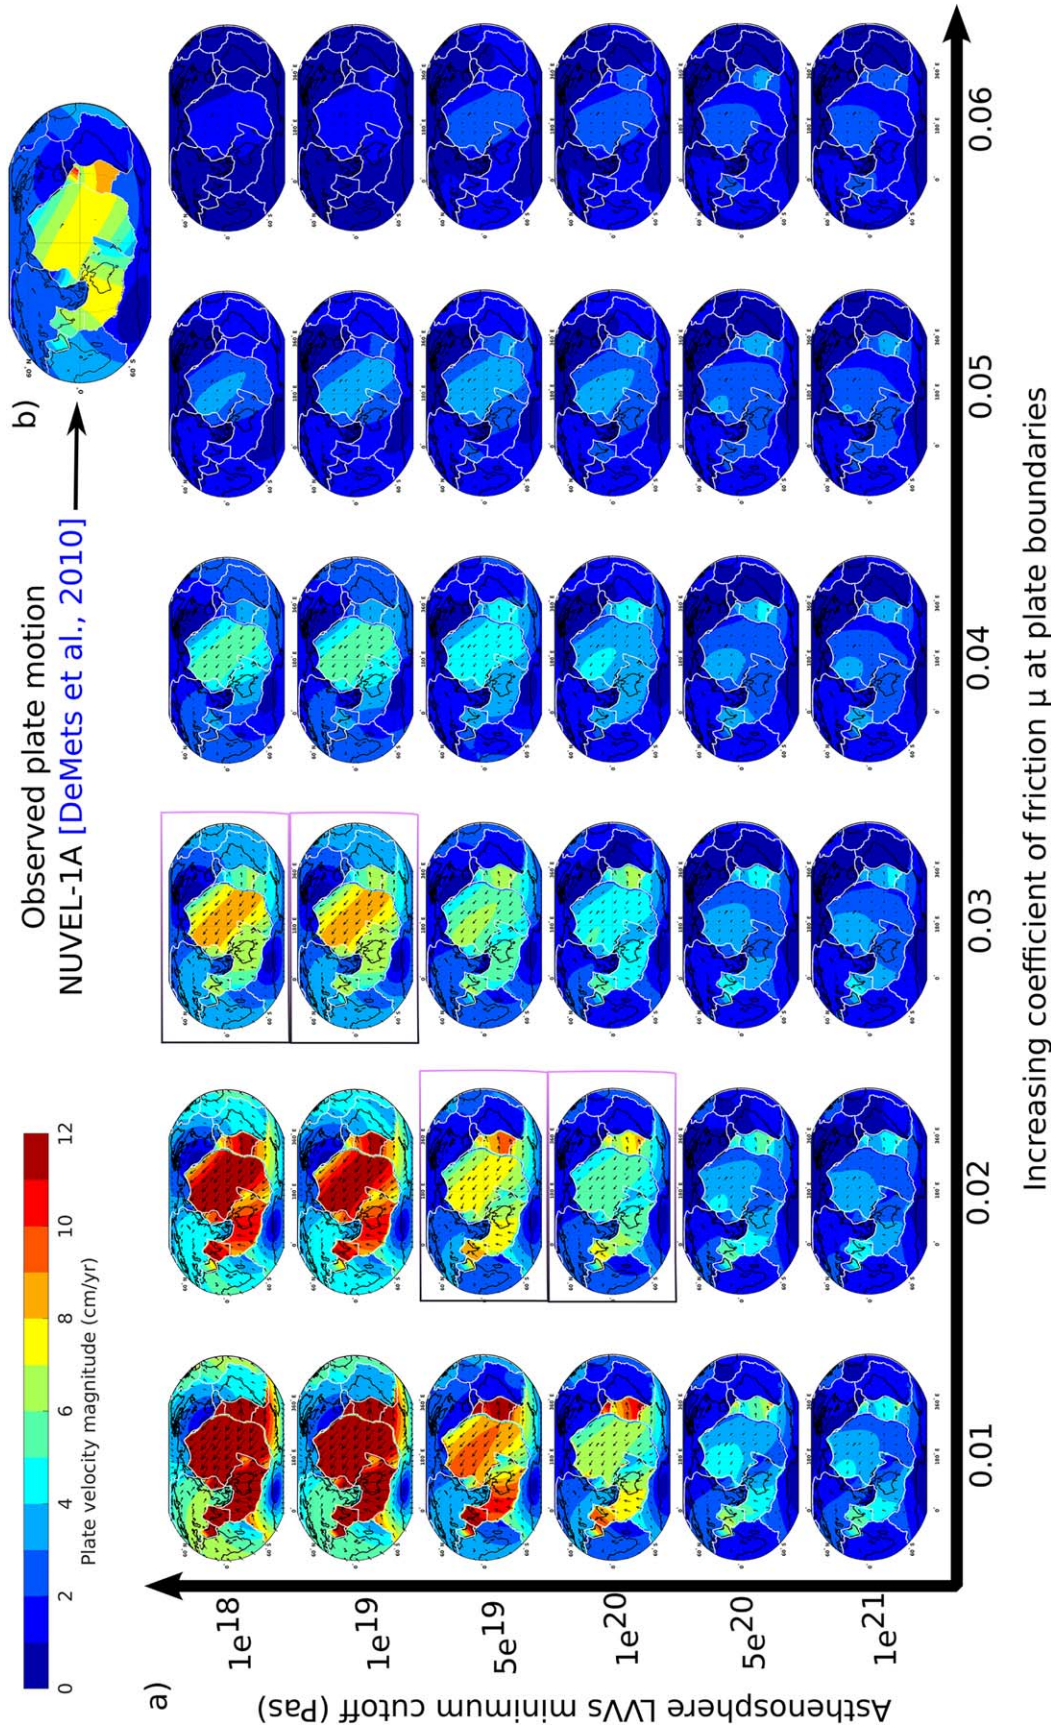 Observed plate motion
NUVEL-1A [DeMets et al., 2010]
b)
0 2 4 6 8 10 12
Plate velocity magnitude (cm/yr)
a)
Asthenosphere LVVs minimum cutoff (Pas)
1e18
1e19
5e19
1e20
5e20
1e21
0.01 0.02 0.03 0.04 0.05 0.06
Increasing coefficient of friction μ at plate boundaries